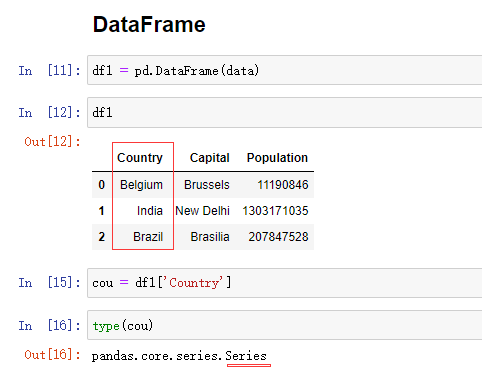 DataFrame
In [11]: df1 = pd.DataFrame(data)
In [12]: df1
Out[12]:
Country Capital Population
0 Belgium Brussels 11190846
1 India New Delhi 1303171035
2 Brazil Brasilia 207847528
In [15]: cou = df1['Country']
In [16]: type(cou)
Out[16]: pandas.core.series.Series